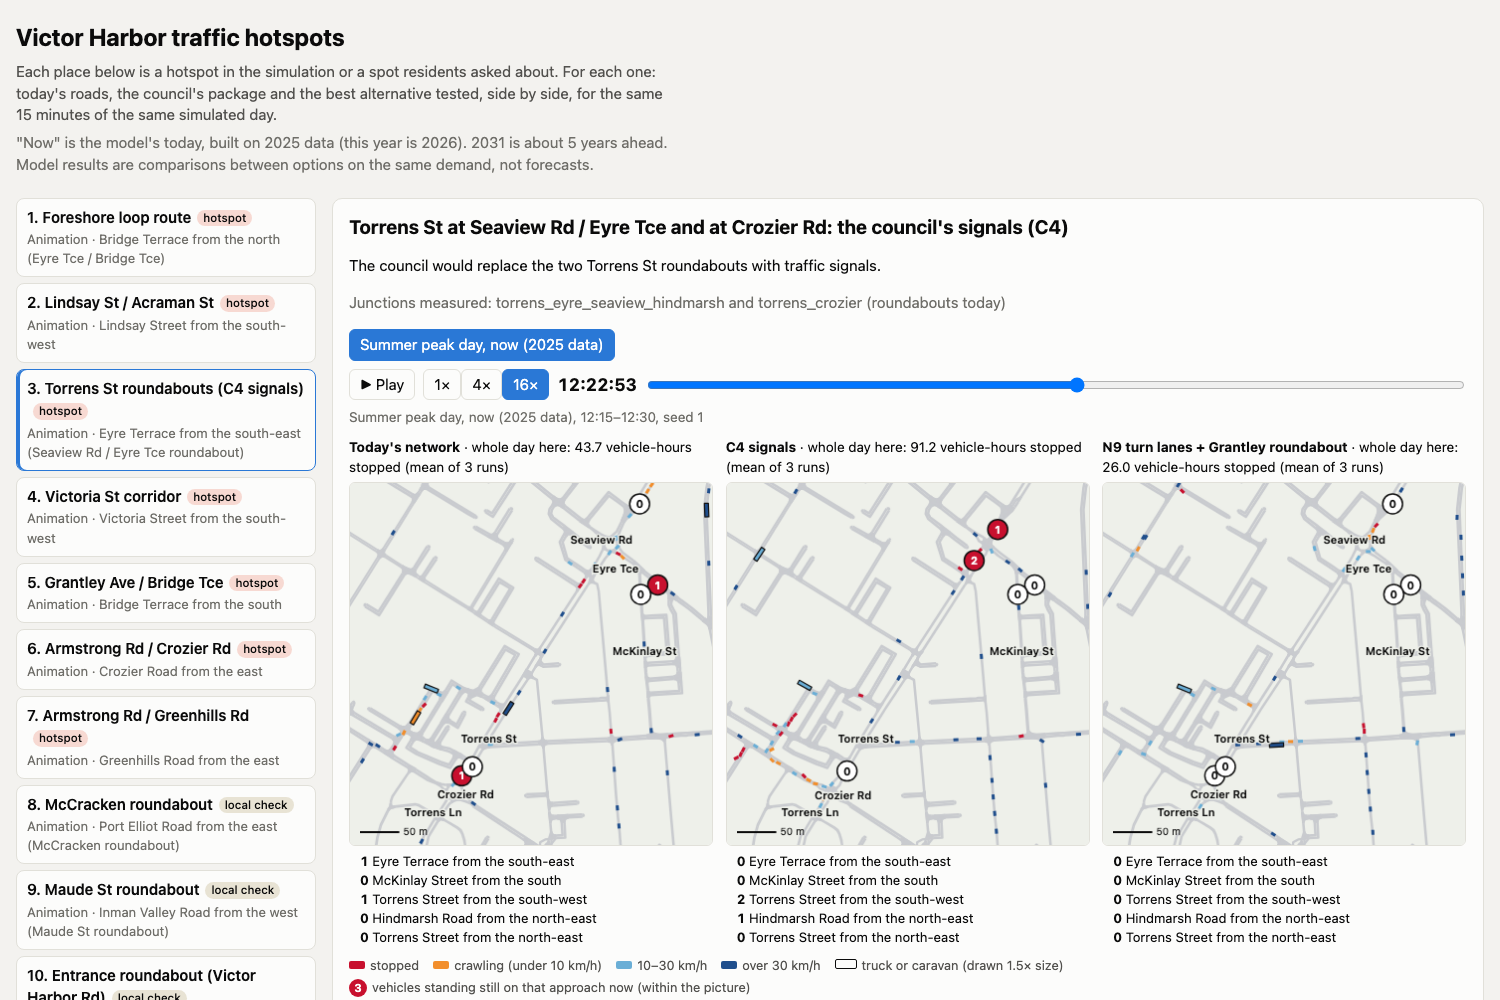 Victor Harbor traffic hotspots
Each place below is a hotspot in the simulation or a spot residents asked about. For each one:
today's roads, the council's package and the best alternative tested, side by side, for the same
15 minutes of the same simulated day.
"Now" is the model's today, built on 2025 data (this year is 2026). 2031 is about 5 years ahead.
Model results are comparisons between options on the same demand, not forecasts.
1. Foreshore loop route hotspot
Animation · Bridge Terrace from the north
(Eyre Tce / Bridge Tce)
2. Lindsay St / Acraman St hotspot
Animation · Lindsay Street from the south-
west
3. Torrens St roundabouts (C4 signals)
hotspot
Animation · Eyre Terrace from the south-east
(Seaview Rd / Eyre Tce roundabout)
4. Victoria St corridor hotspot
Animation · Victoria Street from the south-
west
5. Grantley Ave / Bridge Tce hotspot
Animation · Bridge Terrace from the south
6. Armstrong Rd / Crozier Rd hotspot
Animation · Crozier Road from the east
7. Armstrong Rd / Greenhills Rd
hotspot
Animation · Greenhills Road from the east
8. McCracken roundabout local check
Animation · Port Elliot Road from the east
(McCracken roundabout)
9. Maude St roundabout local check
Animation · Inman Valley Road from the west
(Maude St roundabout)
10. Entrance roundabout (Victor
Harbor Rd) local check
Torrens St at Seaview Rd / Eyre Tce and at Crozier Rd: the council's signals (C4)
The council would replace the two Torrens St roundabouts with traffic signals.
Junctions measured: torrens_eyre_seaview_hindmarsh and torrens_crozier (roundabouts today)
Summer peak day, now (2025 data)
▶ Play 1× 4× 16× 12:22:53
Summer peak day, now (2025 data), 12:15–12:30, seed 1
Today's network · whole day here: 43.7 vehicle-hours
stopped (mean of 3 runs)
0
Seaview Rd
Eyre Tce
1
0
McKinlay St
Torrens St
0
1
Crozier Rd
Torrens Ln
50 m
1 Eyre Terrace from the south-east
0 McKinlay Street from the south
1 Torrens Street from the south-west
0 Hindmarsh Road from the north-east
0 Torrens Street from the north-east
C4 signals · whole day here: 91.2 vehicle-hours stopped
(mean of 3 runs)
1
2
0
0
McKinlay St
Torrens St
0
Crozier Rd
Torrens Ln
50 m
0 Eyre Terrace from the south-east
0 McKinlay Street from the south
2 Torrens Street from the south-west
1 Hindmarsh Road from the north-east
0 Torrens Street from the north-east
N9 turn lanes + Grantley roundabout · whole day here:
26.0 vehicle-hours stopped (mean of 3 runs)
0
Seaview Rd
Eyre Tce
0
0
McKinlay St
Torrens St
0
0
Crozier Rd
Torrens Ln
50 m
0 Eyre Terrace from the south-east
0 McKinlay Street from the south
0 Torrens Street from the south-west
0 Hindmarsh Road from the north-east
0 Torrens Street from the north-east
stopped crawling (under 10 km/h) 10–30 km/h over 30 km/h truck or caravan (drawn 1.5× size)
3 vehicles standing still on that approach now (within the picture)